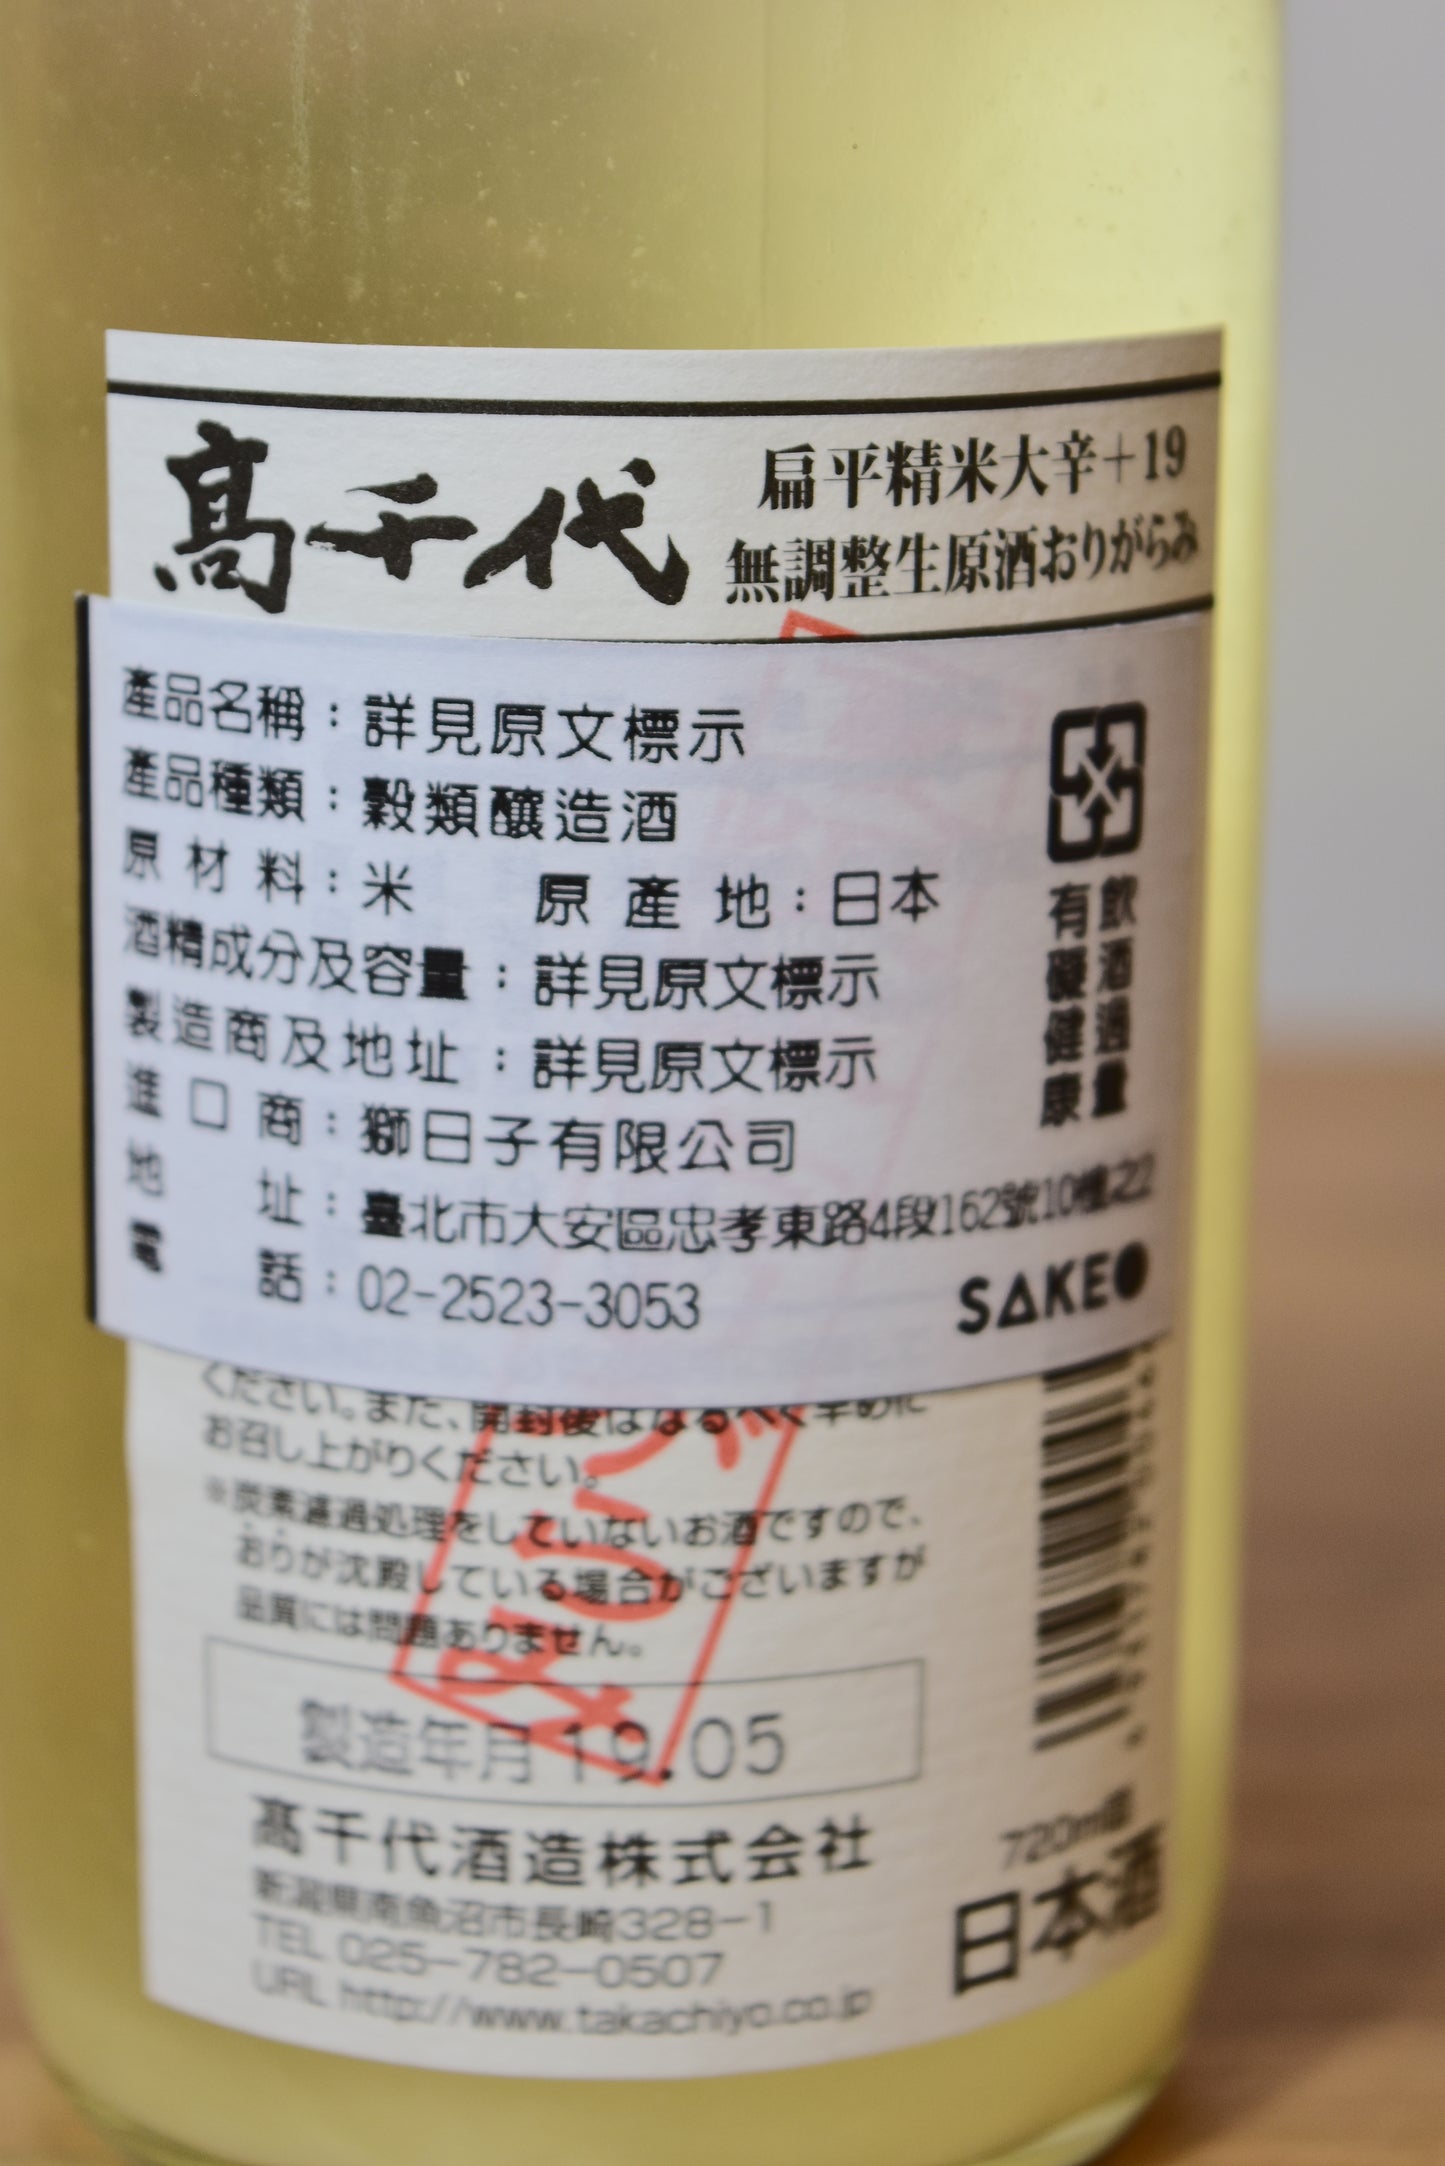 髙千代
扁平精米大辛+19
無調整生原酒おりがらみ
產品名稱：詳見原文標示
產品種類：穀類釀造酒
原材料：米 原產地：日本
酒精成分及容量：詳見原文標示
製造商及地址：詳見原文標示
進口商：獅日子有限公司
地址：臺北市大安區忠孝東路4段162號10樓之2
電話：02-2523-3053
飲酒過量
有礙健康
SAKE
ください。また、開封後はなるべく早めに
お召し上がりください。
※炭素濾過処理をしていないお酒ですので、
おりが沈殿している場合がございますが
品質には問題ありません。
製造年月19.05
髙千代酒造株式会社
新潟県南魚沼市長崎328-1
TEL 025-782-0507
URL http://www.takachiyo.co.jp
720ml詰
日本酒